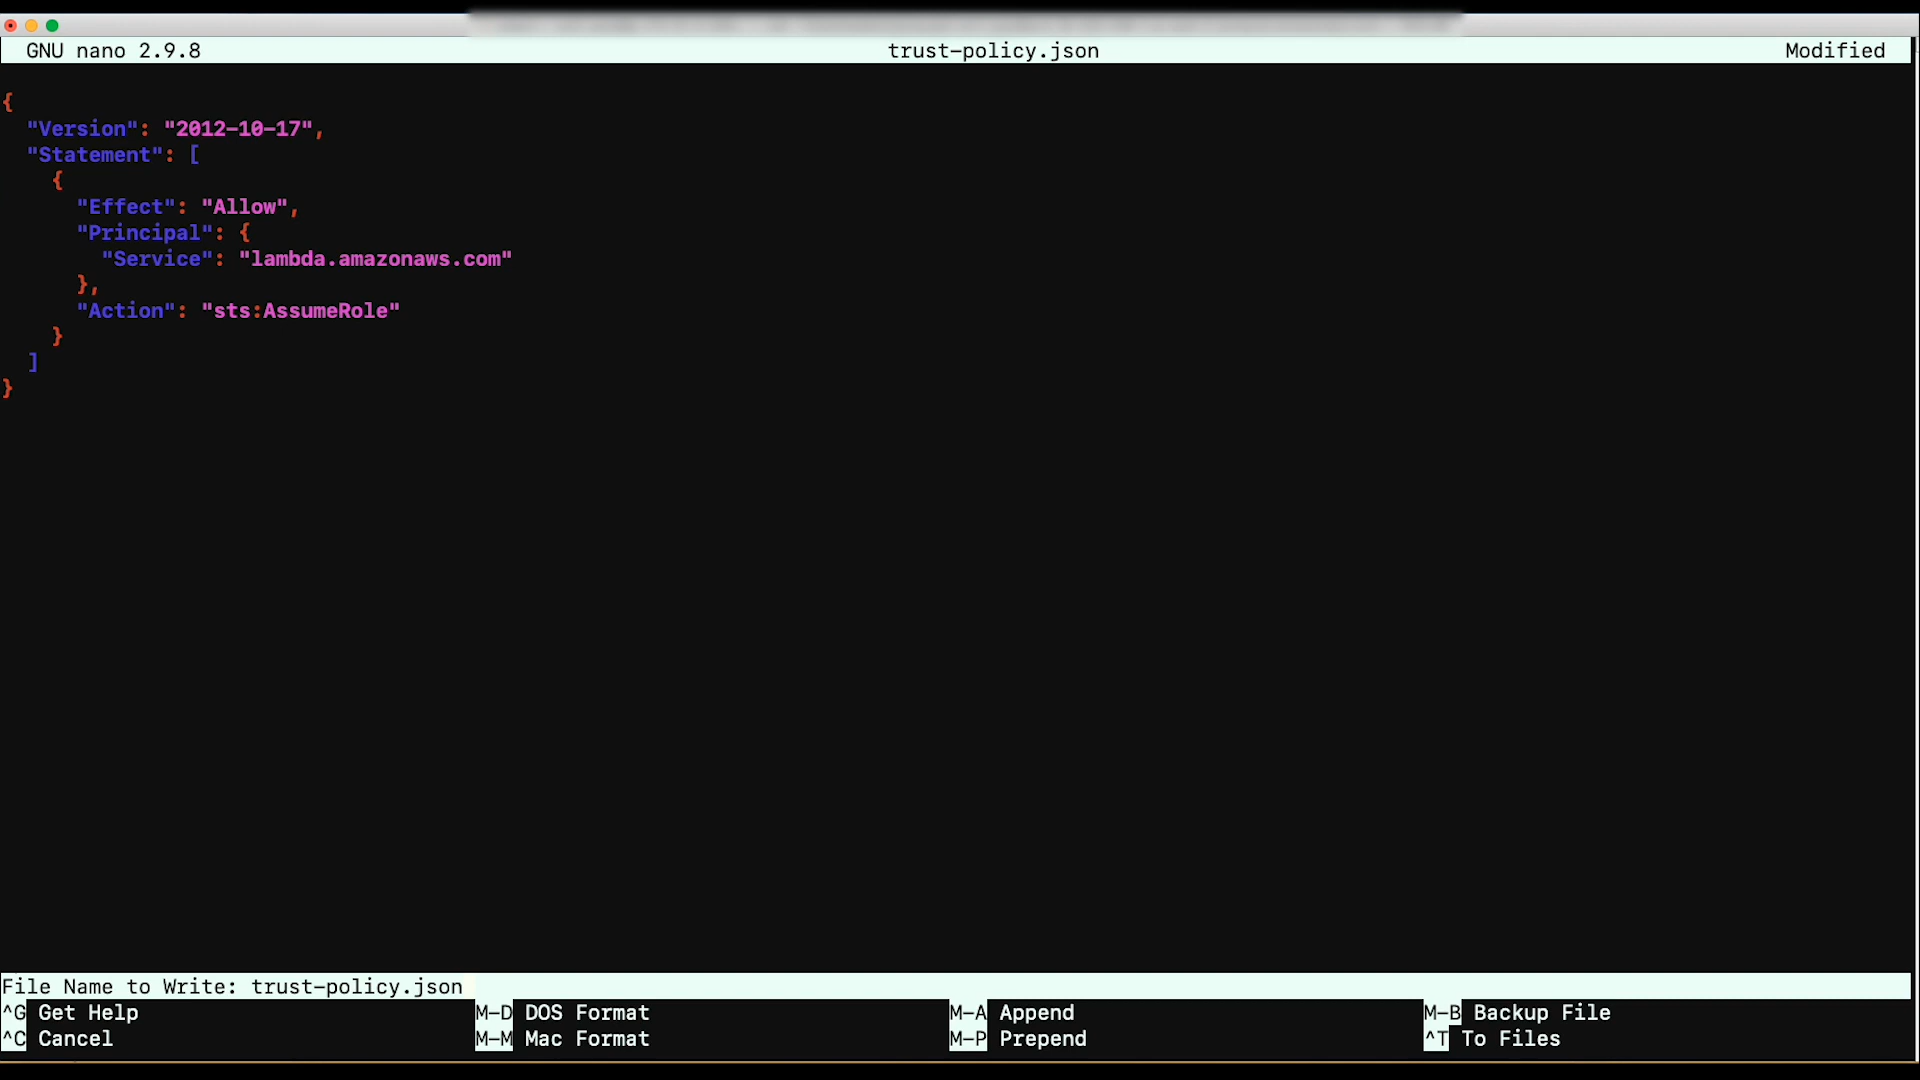 GNU nano 2.9.8 trust-policy.json Modified
{
"Version": "2012-10-17",
"Statement": [
{
"Effect": "Allow",
"Principal": {
"Service": "lambda.amazonaws.com"
},
"Action": "sts:AssumeRole"
}
]
}
File Name to Write: trust-policy.json
^G Get Help M-D DOS Format M-A Append M-B Backup File
^C Cancel M-M Mac Format M-P Prepend ^T To Files